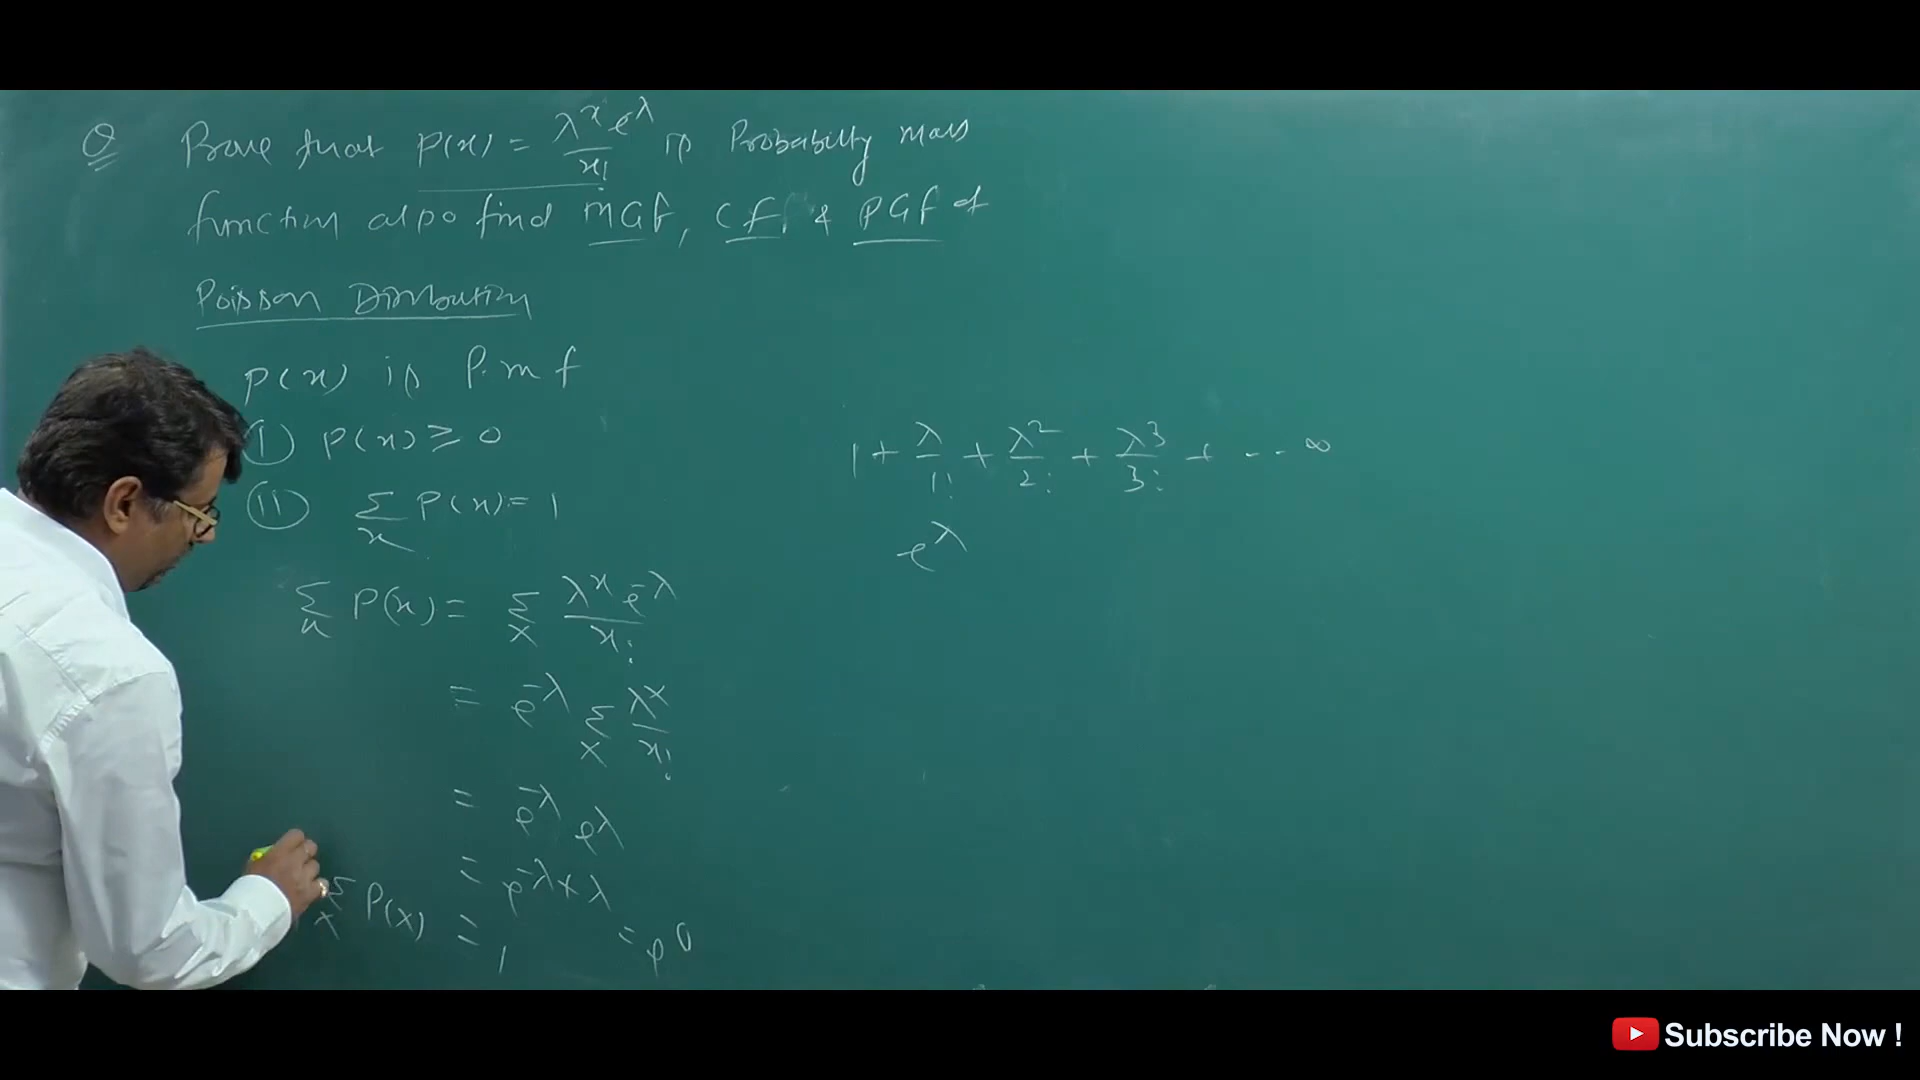 Q Prove that P(x) = λ^x e^λ / x! is Probability mass
function also find MGF, CF, & PGF of
Poisson Distribution
P(x) is P.m f
(I) P(x) ≥ 0
(II) Σ_x P(x) = 1
Σ_x P(x) = Σ_x λ^x e^-λ / x!
= e^-λ Σ_x λ^x / x!
= e^-λ e^λ
= e^-λ+λ
Σ_x P(x) = 1 = e^0
1 + λ/1! + λ^2/2! + λ^3/3! + -- ∞
e^λ
Subscribe Now !